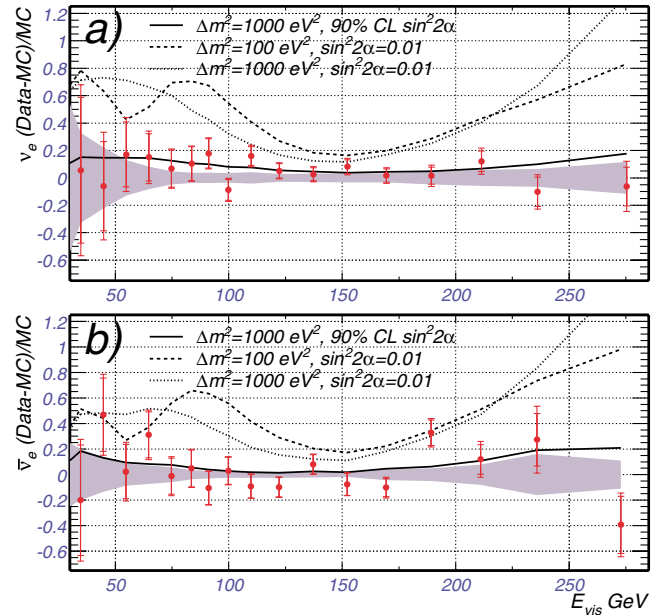 a)
Δm²=1000 eV², 90% CL sin²2α
Δm²=100 eV², sin²2α=0.01
Δm²=1000 eV², sin²2α=0.01
νₑ (Data-MC)/MC
1.2
1
0.8
0.6
0.4
0.2
0
-0.2
-0.4
-0.6
50 100 150 200 250
b)
Δm²=1000 eV², 90% CL sin²2α
Δm²=100 eV², sin²2α=0.01
Δm²=1000 eV², sin²2α=0.01
ν̅ₑ (Data-MC)/MC
1.2
1
0.8
0.6
0.4
0.2
0
-0.2
-0.4
-0.6
50 100 150 200 250
E_vis GeV